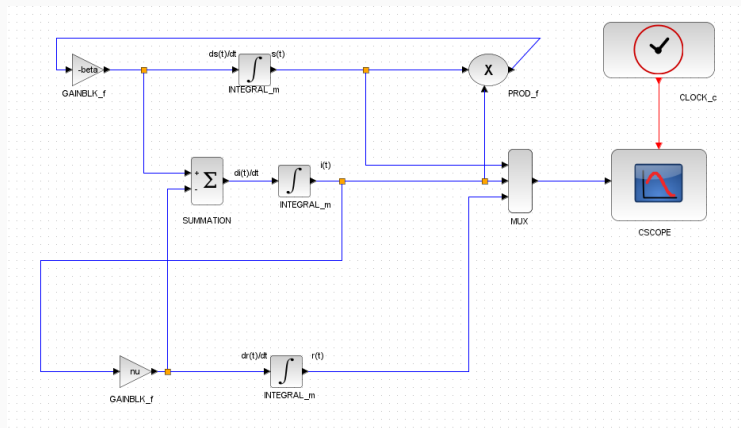 ds(t)/dt
s(t)
-beta
X
GAINBLK_f
INTEGRAL_m
PROD_f
CLOCK_c
+
-
Σ
di(t)/dt
i(t)
∫
∫
SUMMATION
INTEGRAL_m
MUX
CSCOPE
dr(t)/dt
r(t)
nu
∫
GAINBLK_f
INTEGRAL_m